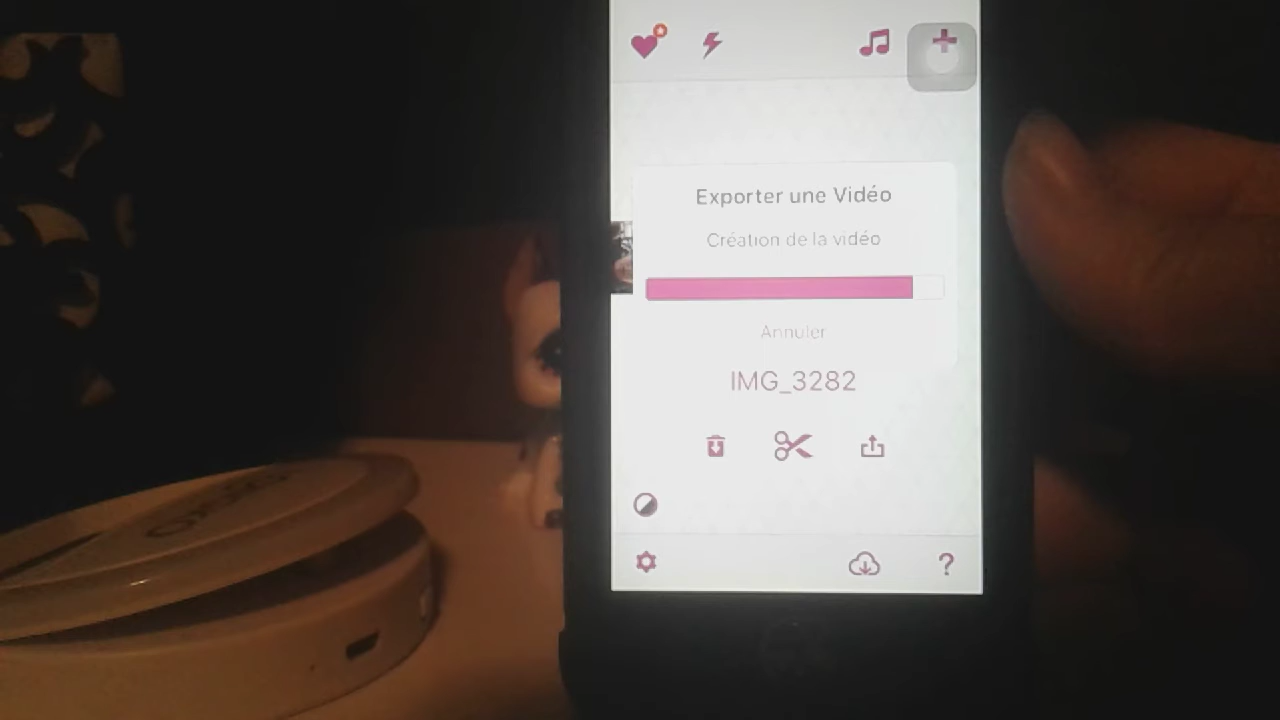 Exporter une Vidéo
Création de la vidéo
Annuler
IMG_3282
?